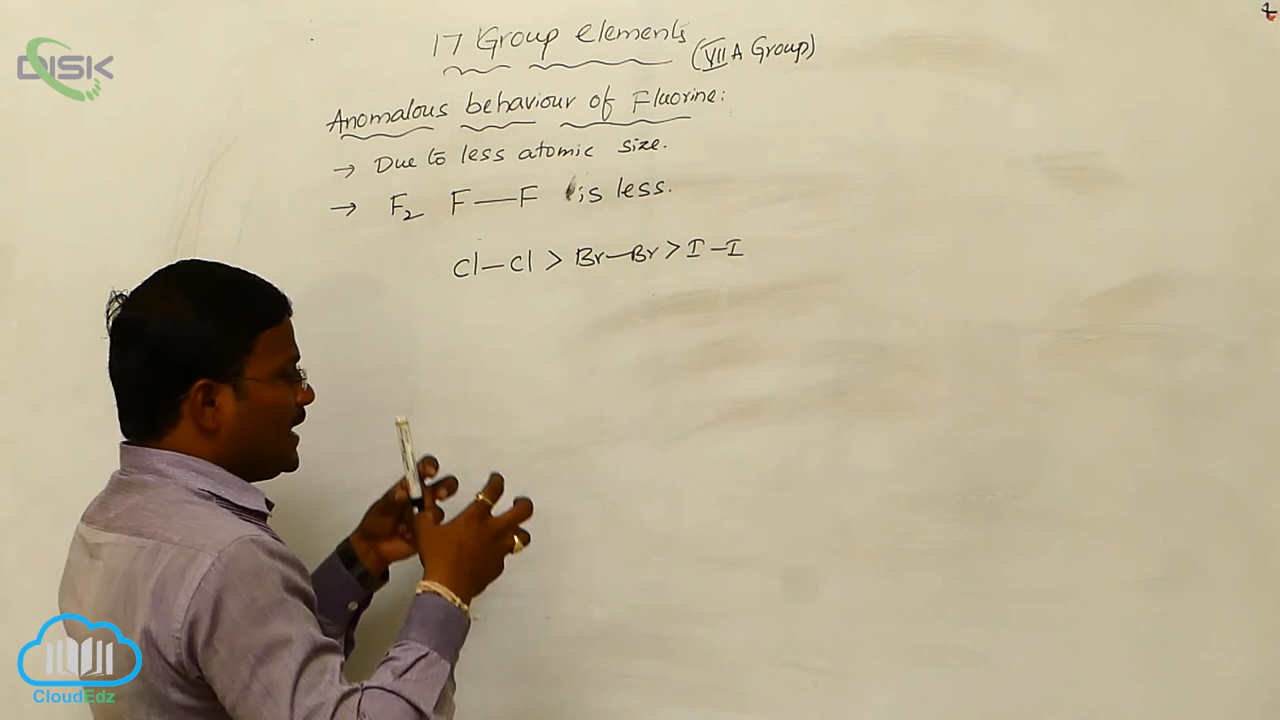 DISK
17 Group elements
(VII A Group)
Anomalous behaviour of Fluorine:
→ Due to less atomic size.
→ F₂ F—F is less.
Cl—Cl > Br—Br > I—I
CloudEdz